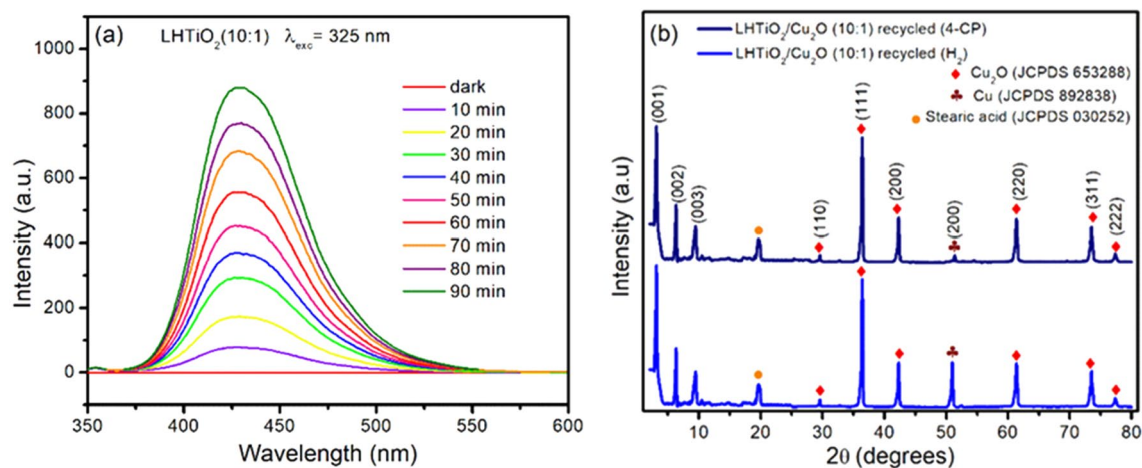 (a)
LHTiO₂(10:1) λexc= 325 nm
dark
10 min
20 min
30 min
40 min
50 min
60 min
70 min
80 min
90 min
Intensity (a.u.)
1000
800
600
400
200
0
350 400 450 500 550 600
Wavelength (nm)
(b)
LHTiO₂/Cu₂O (10:1) recycled (4-CP)
LHTiO₂/Cu₂O (10:1) recycled (H₂)
Cu₂O (JCPDS 653288)
Cu (JCPDS 892838)
Stearic acid (JCPDS 030252)
(001)
(002)
(003)
(110)
(111)
(200)
(200)
(220)
(311)
(222)
Intensity (a.u)
10 20 30 40 50 60 70 80
2θ (degrees)